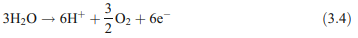 3H₂O → 6H⁺ + 3/2 O₂ + 6e⁻ (3.4)